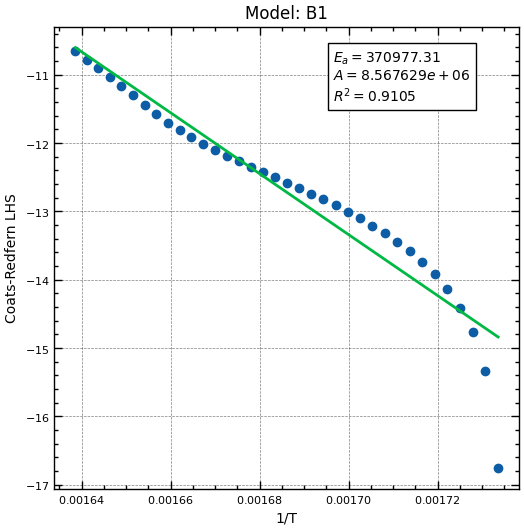 Model: B1
E_a = 370977.31
A = 8.567629e + 06
R² = 0.9105
−11
−12
−13
−14
−15
−16
−17
Coats-Redfern LHS
0.00164 0.00166 0.00168 0.00170 0.00172
1/T